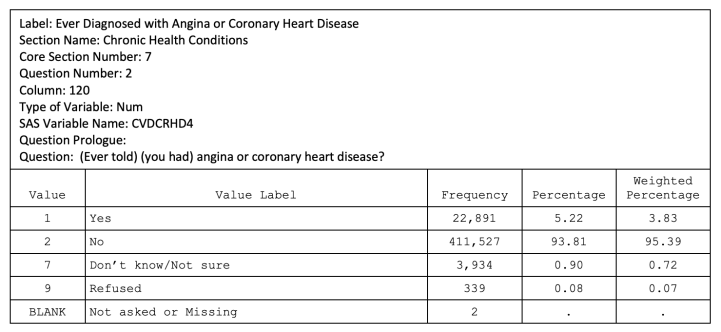 Label: Ever Diagnosed with Angina or Coronary Heart Disease
Section Name: Chronic Health Conditions
Core Section Number: 7
Question Number: 2
Column: 120
Type of Variable: Num
SAS Variable Name: CVDCRHD4
Question Prologue:
Question: (Ever told) (you had) angina or coronary heart disease?
Value Value Label Frequency Percentage Weighted Percentage
1 Yes 22,891 5.22 3.83
2 No 411,527 93.81 95.39
7 Don't know/Not sure 3,934 0.90 0.72
9 Refused 339 0.08 0.07
BLANK Not asked or Missing 2 . .